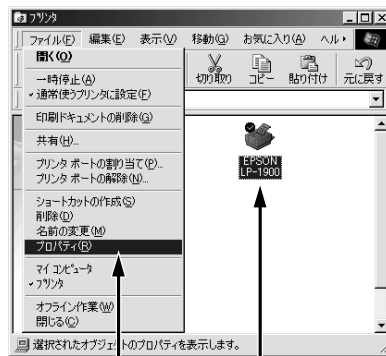 プリンタ
ファイル(F) 編集(E) 表示(V) 移動(G) お気に入り(A) ヘル
切り取り コピー 貼り付け 元に戻す
開く(O)
一時停止(A)
通常使うプリンタに設定(F)
印刷ドキュメントの削除(G)
共有(H)...
プリンタ ポートの割り当て(P)...
プリンタ ポートの解除(N)...
ショートカットの作成(S)
削除(D)
名前の変更(M)
プロパティ(R)
マイ コンピュータ
プリンタ
オフライン作業(W)
閉じる(C)
EPSON
LP-1900
選択されたオブジェクトのプロパティを表示します。